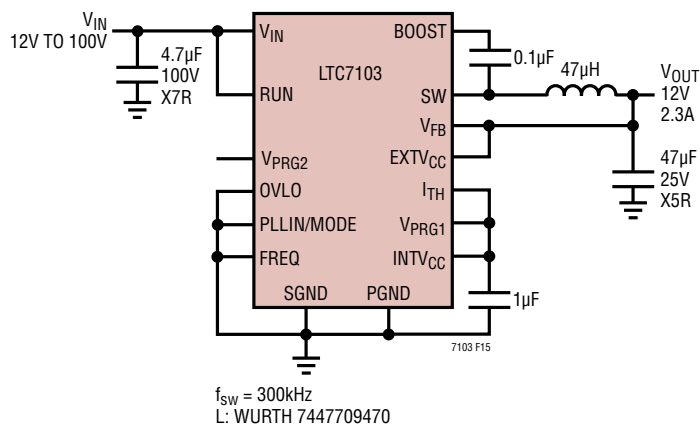 VIN
12V TO 100V
4.7µF
100V
X7R
VIN
RUN
VPRG2
OVLO
PLLIN/MODE
FREQ
SGND
PGND
LTC7103
BOOST
SW
VFB
EXTVCC
ITH
VPRG1
INTVCC
0.1µF
47µH
VOUT
12V
2.3A
47µF
25V
X5R
1µF
7103 F15
fSW = 300kHz
L: WURTH 7447709470